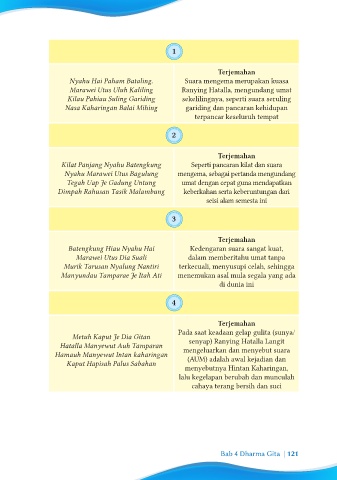 1
Nyahu Hai Paham Bataling.
Marawei Utus Uluh Kaliling
Kilau Pahiau Suling Gariding
Nasa Kaharingan Balai Mihing
Terjemahan
Suara mengema merupakan kuasa
Ranying Hatalla, mengundang umat
sekelilingnya, seperti suara seruling
gariding dan pancaran kehidupan
terpancar keseluruh tempat
2
Kilat Panjang Nyahu Batengkung
Nyahu Marawei Utus Bagulung
Tegah Uap Je Gadung Untung
Dimpah Rahusan Tasik Malambung
Terjemahan
Seperti pancaran kilat dan suara
mengema, sebagai pertanda mengundang
umat dengan cepat guna mendapatkan
keberkahan serta keberuntungan dari
seisi alam semesta ini
3
Batengkung Hiau Nyahu Hai
Marawei Utus Dia Suali
Murik Tarusan Nyalung Nantiri
Manyundau Tamparae Je Itah Ati
Terjemahan
Kedengaran suara sangat kuat,
dalam memberitahu umat tanpa
terkecuali, menyusupi celah, sehingga
menemukan asal mula segala yang ada
di dunia ini
4
Metuh Kaput Je Dia Gitan
Hatalla Manyewut Auh Tamparan
Hamauh Manyewut Intan kaharingan
Kaput Hapisah Palus Sabahan
Terjemahan
Pada saat keadaan gelap gulita (sunya/
senyap) Ranying Hatalla Langit
mengeluarkan dan menyebut suara
(AUM) adalah awal kejadian dan
menyebutnya Hintan Kaharingan,
lalu kegelapan berubah dan munculah
cahaya terang bersih dan suci
Bab 4 Dharma Gita | 121